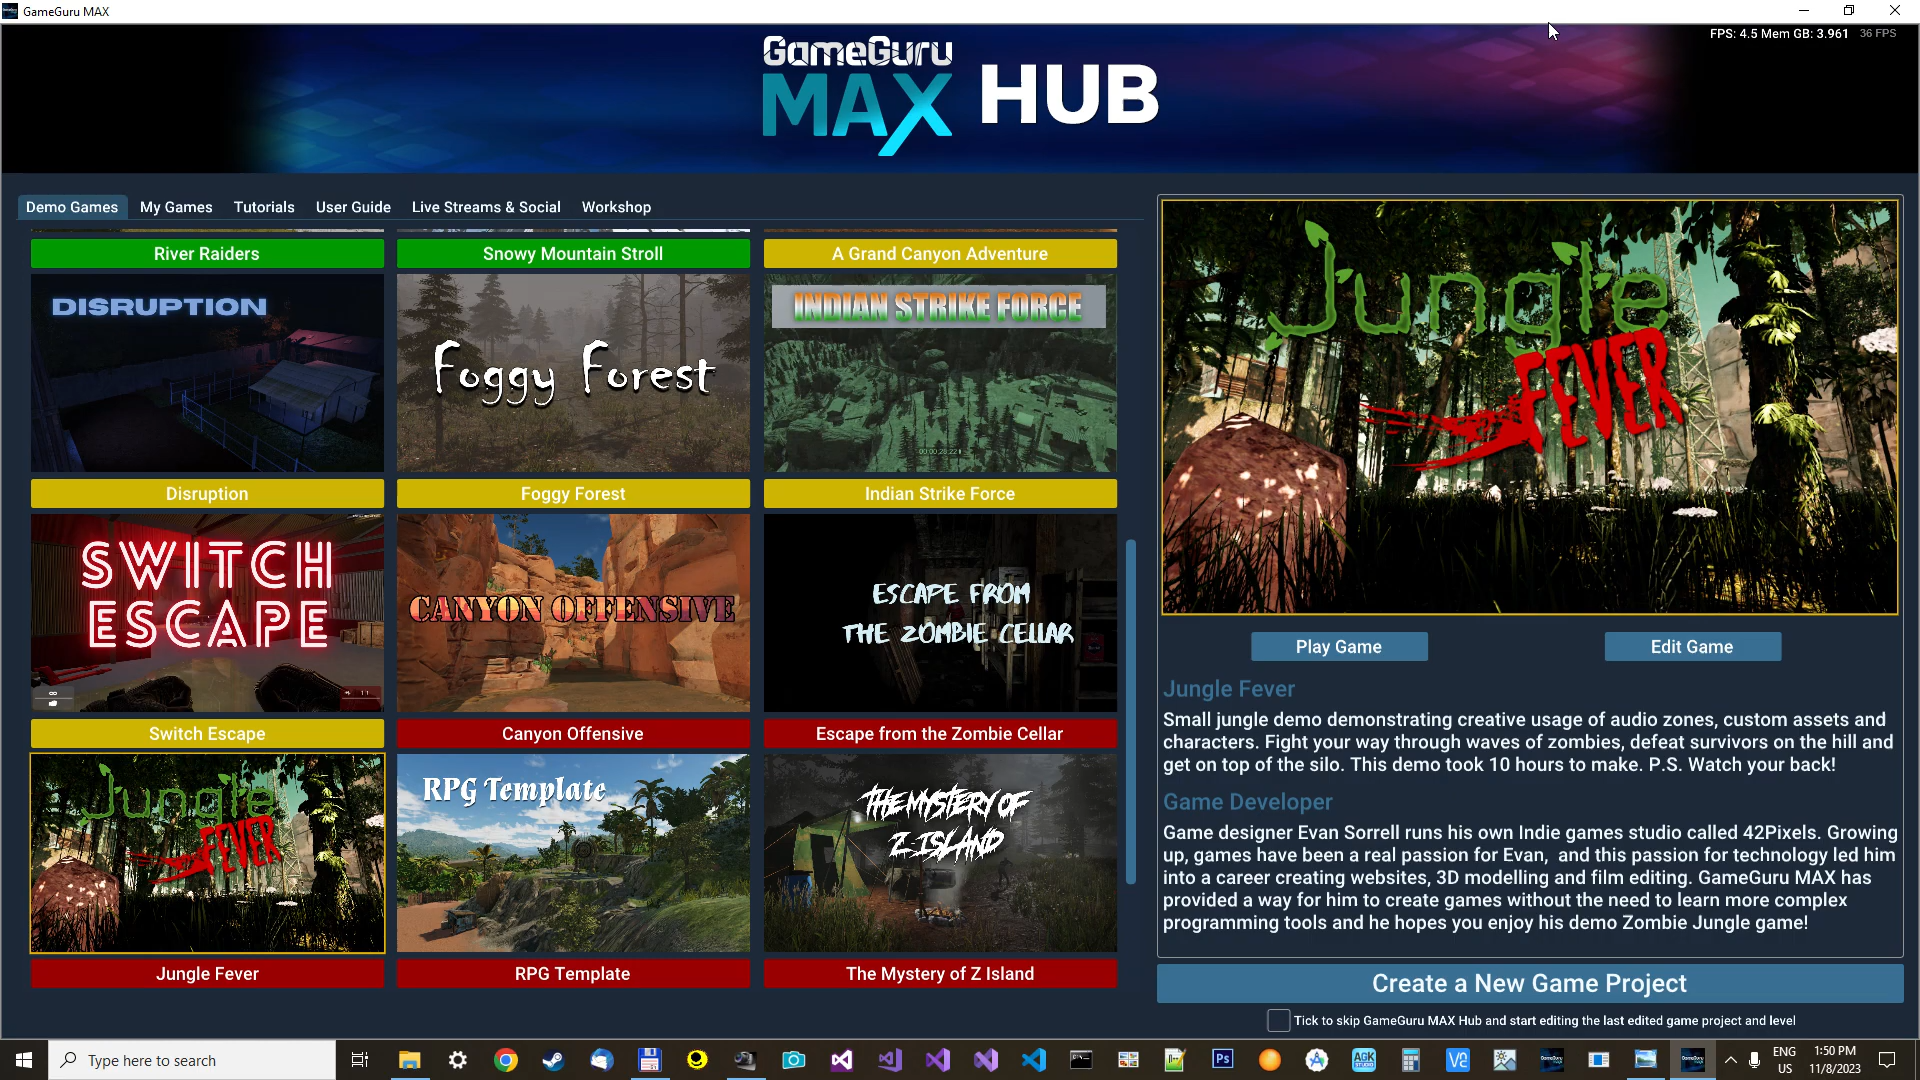 GameGuru MAX
FPS: 4.5 Mem GB: 3.961 36 FPS
GameGuru
MAX HUB
Demo Games My Games Tutorials User Guide Live Streams & Social Workshop
River Raiders Snowy Mountain Stroll A Grand Canyon Adventure
DISRUPTION
Foggy Forest
INDIAN STRIKE FORCE
Disruption Foggy Forest Indian Strike Force
SWITCH
ESCAPE
CANYON OFFENSIVE
ESCAPE FROM
THE ZOMBIE CELLAR
Switch Escape Canyon Offensive Escape from the Zombie Cellar
Jungle
FEVER
RPG Template
THE MYSTERY OF
Z-ISLAND
Jungle Fever RPG Template The Mystery of Z Island
Jungle
FEVER
Play Game Edit Game
Jungle Fever
Small jungle demo demonstrating creative usage of audio zones, custom assets and
characters. Fight your way through waves of zombies, defeat survivors on the hill and
get on top of the silo. This demo took 10 hours to make. P.S. Watch your back!
Game Developer
Game designer Evan Sorrell runs his own Indie games studio called 42Pixels. Growing
up, games have been a real passion for Evan, and this passion for technology led him
into a career creating websites, 3D modelling and film editing. GameGuru MAX has
provided a way for him to create games without the need to learn more complex
programming tools and he hopes you enjoy his demo Zombie Jungle game!
Create a New Game Project
Tick to skip GameGuru MAX Hub and start editing the last edited game project and level
Type here to search
Ps
AGK
STUDIO
ENG
US
1:50 PM
11/8/2023